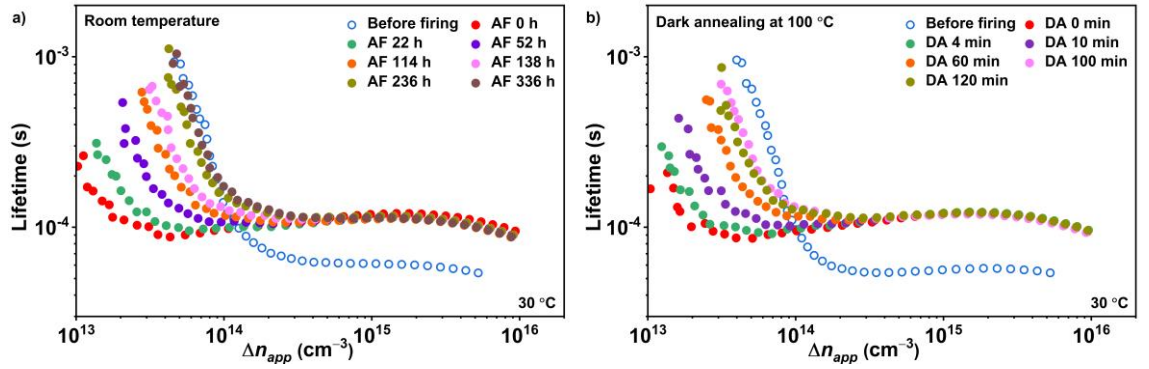 a)
Room temperature
Before firing
AF 0 h
AF 22 h
AF 52 h
AF 114 h
AF 138 h
AF 236 h
AF 336 h
Lifetime (s)
10⁻³
10⁻⁴
30 °C
10¹³
10¹⁴
10¹⁵
10¹⁶
Δn_app (cm⁻³)
b)
Dark annealing at 100 °C
Before firing
DA 0 min
DA 4 min
DA 10 min
DA 60 min
DA 100 min
DA 120 min
Lifetime (s)
10⁻³
10⁻⁴
30 °C
10¹³
10¹⁴
10¹⁵
10¹⁶
Δn_app (cm⁻³)